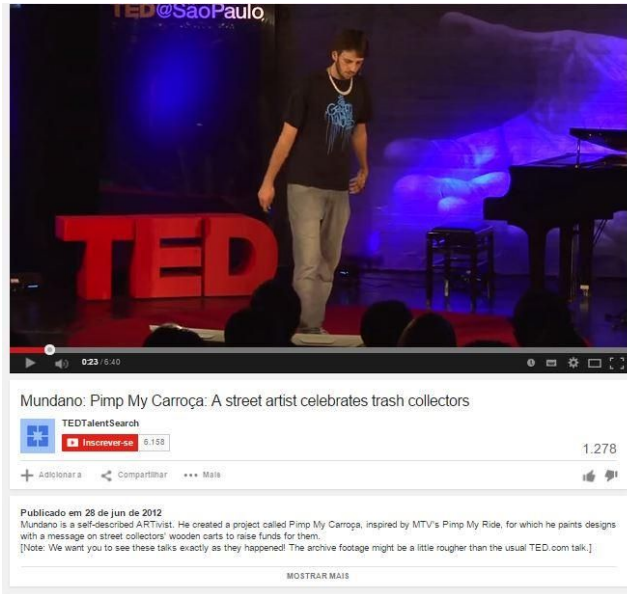 TED@SaoPaulo
TED
0:23 / 6:40
Mundano: Pimp My Carroça: A street artist celebrates trash collectors
TEDTalentSearch
Inscrever-se 6.158
1.278
Adicionar a Compartilhar Mais
Publicado em 28 de jun de 2012
Mundano is a self-described ARTivist. He created a project called Pimp My Carroça, inspired by MTV's Pimp My Ride, for which he paints designs
with a message on street collectors' wooden carts to raise funds for them.
[Note: We want you to see these talks exactly as they happened! The archive footage might be a little rougher than the usual TED.com talk.]
MOSTRAR MAIS